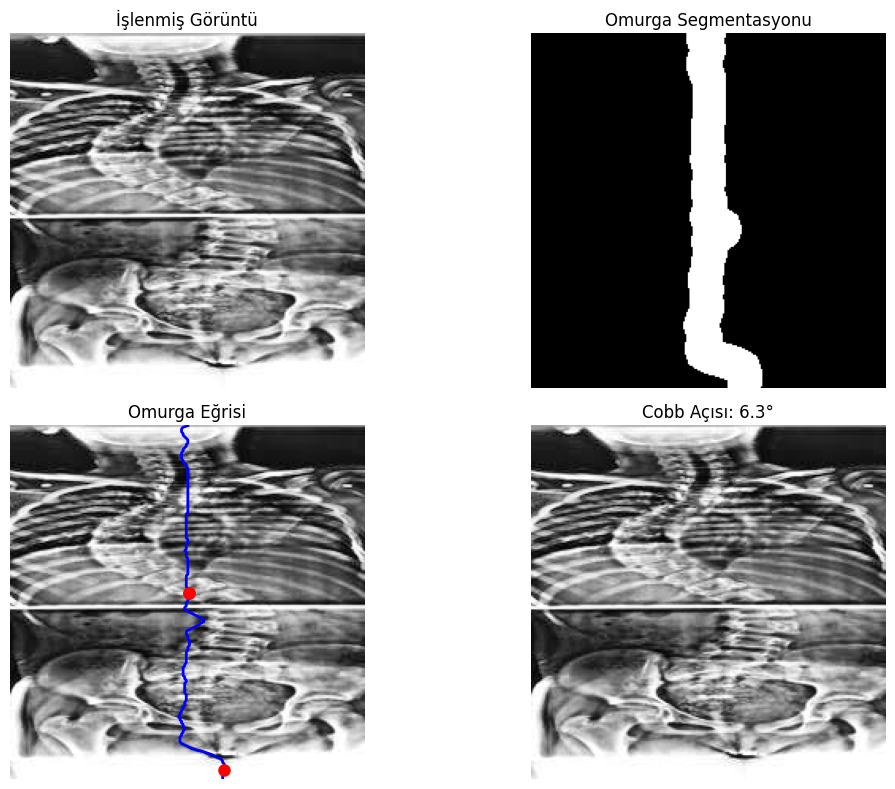 İşlenmiş Görüntü
Omurga Segmentasyonu
Omurga Eğrisi
Cobb Açısı: 6.3°